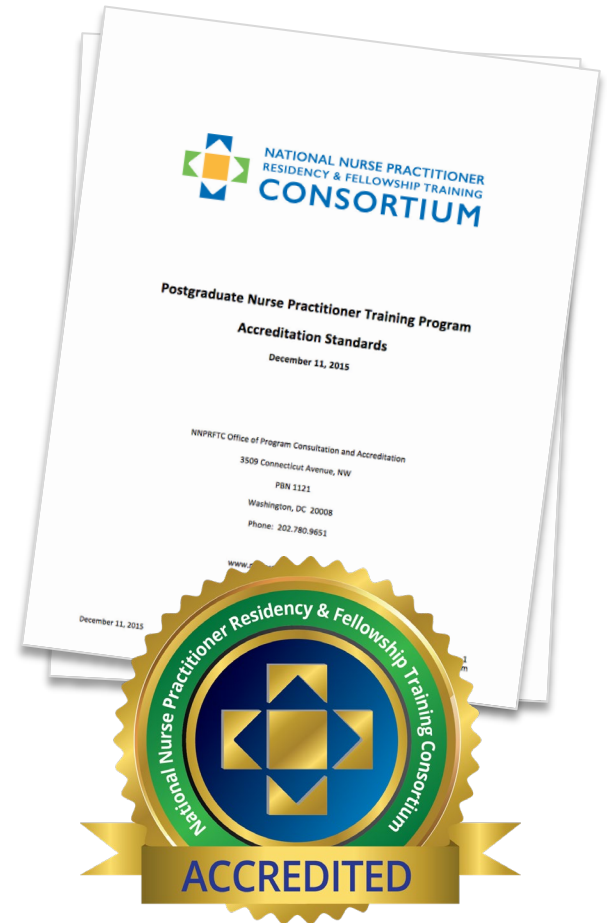 NATIONAL NURSE PRACTITIONER
RESIDENCY & FELLOWSHIP TRAINING
CONSORTIUM
Postgraduate Nurse Practitioner Training Program
Accreditation Standards
December 11, 2015
NNPRFTC Office of Program Consultation and Accreditation
3509 Connecticut Avenue, NW
PBN 1121
Washington, DC 20008
Phone: 202.780.9651
www.
December 11, 2015
1
National Nurse Practitioner Residency & Fellowship Training Consortium
ACCREDITED